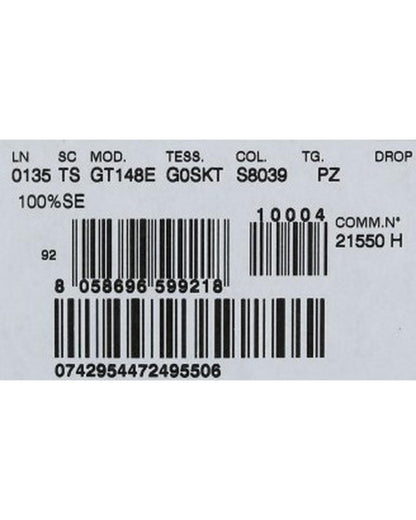 LN SC MOD. TESS. COL. TG. DROP
0135 TS GT148E G0SKT S8039 PZ
100%SE
10004
COMM.N°
92
21550 H
8 058696 599218
0742954472495506